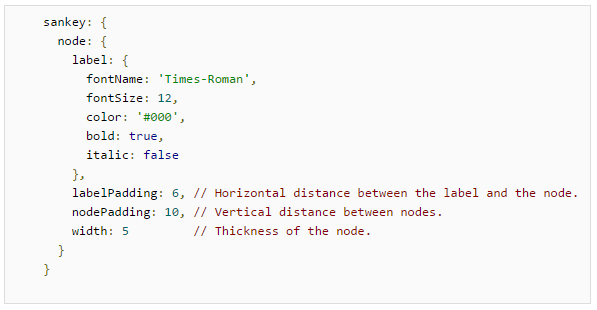 sankey: {
  node: {
    label: {
      fontName: 'Times-Roman',
      fontSize: 12,
      color: '#000',
      bold: true,
      italic: false
    },
    labelPadding: 6, // Horizontal distance between the label and the node.
    nodePadding: 10, // Vertical distance between nodes.
    width: 5         // Thickness of the node.
  }
}